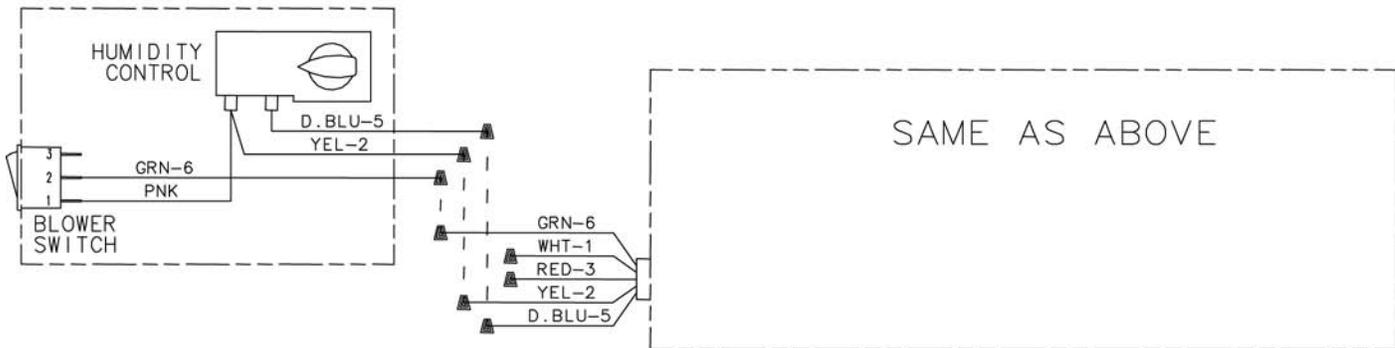 HUMIDITY
CONTROL
D.BLU-5
YEL-2
3
2
1
GRN-6
PNK
BLOWER
SWITCH
SAME AS ABOVE
GRN-6
WHT-1
RED-3
YEL-2
D.BLU-5